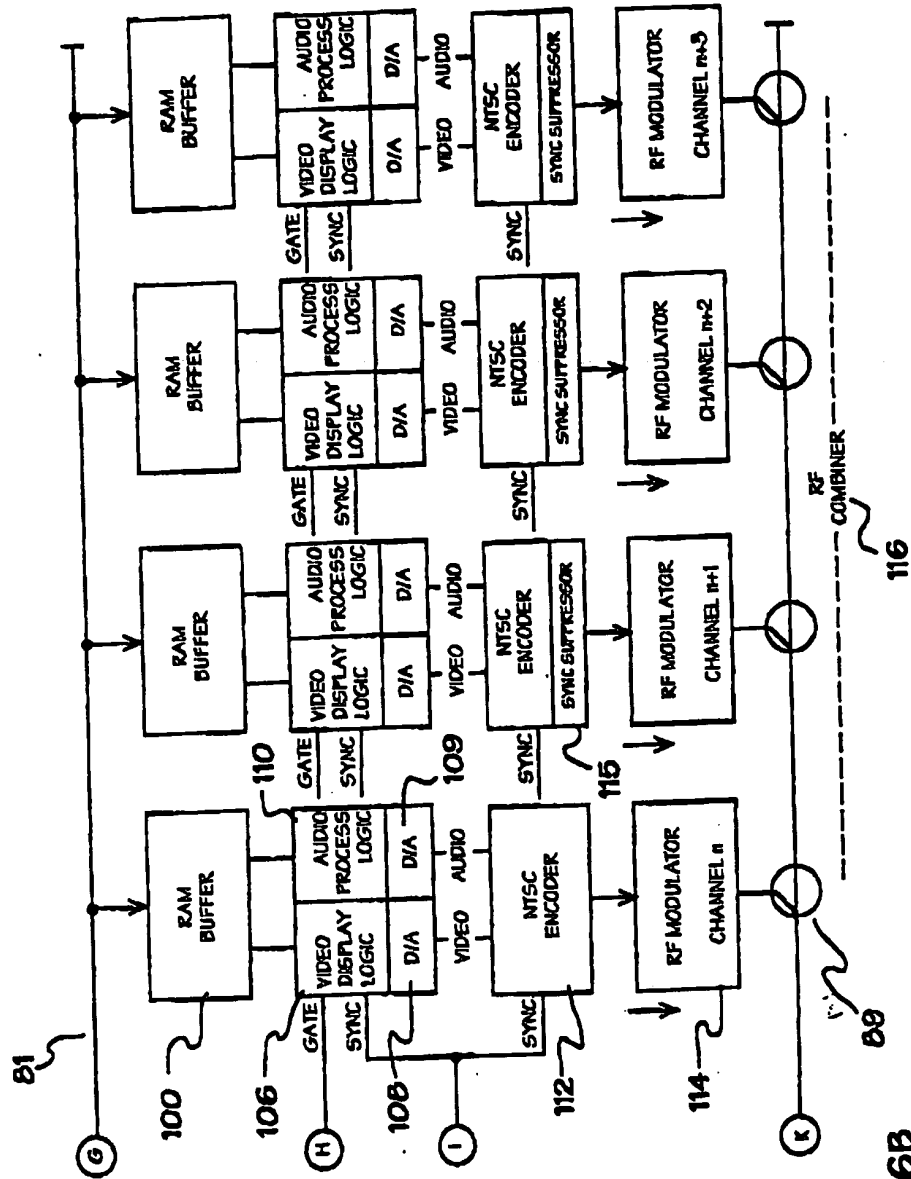 81
G
RAM
BUFFER
RAM
BUFFER
RAM
BUFFER
RAM
BUFFER
100
106
110
GATE
SYNC
VIDEO
DISPLAY
LOGIC
AUDIO
PROCESS
LOGIC
GATE
SYNC
VIDEO
DISPLAY
LOGIC
AUDIO
PROCESS
LOGIC
GATE
SYNC
VIDEO
DISPLAY
LOGIC
AUDIO
PROCESS
LOGIC
GATE
SYNC
VIDEO
DISPLAY
LOGIC
AUDIO
PROCESS
LOGIC
H
108
D/A
D/A
109
D/A
D/A
D/A
D/A
D/A
D/A
VIDEO
AUDIO
VIDEO
AUDIO
VIDEO
AUDIO
VIDEO
AUDIO
I
SYNC
NTSC
ENCODER
SYNC
NTSC
ENCODER
SYNC SUPPRESSOR
SYNC
NTSC
ENCODER
SYNC SUPPRESSOR
SYNC
NTSC
ENCODER
SYNC SUPPRESSOR
112
115
RF MODULATOR
CHANNEL n
RF MODULATOR
CHANNEL n+1
RF MODULATOR
CHANNEL n+2
RF MODULATOR
CHANNEL n+3
114
K
89
RF
COMBINER
116
6B